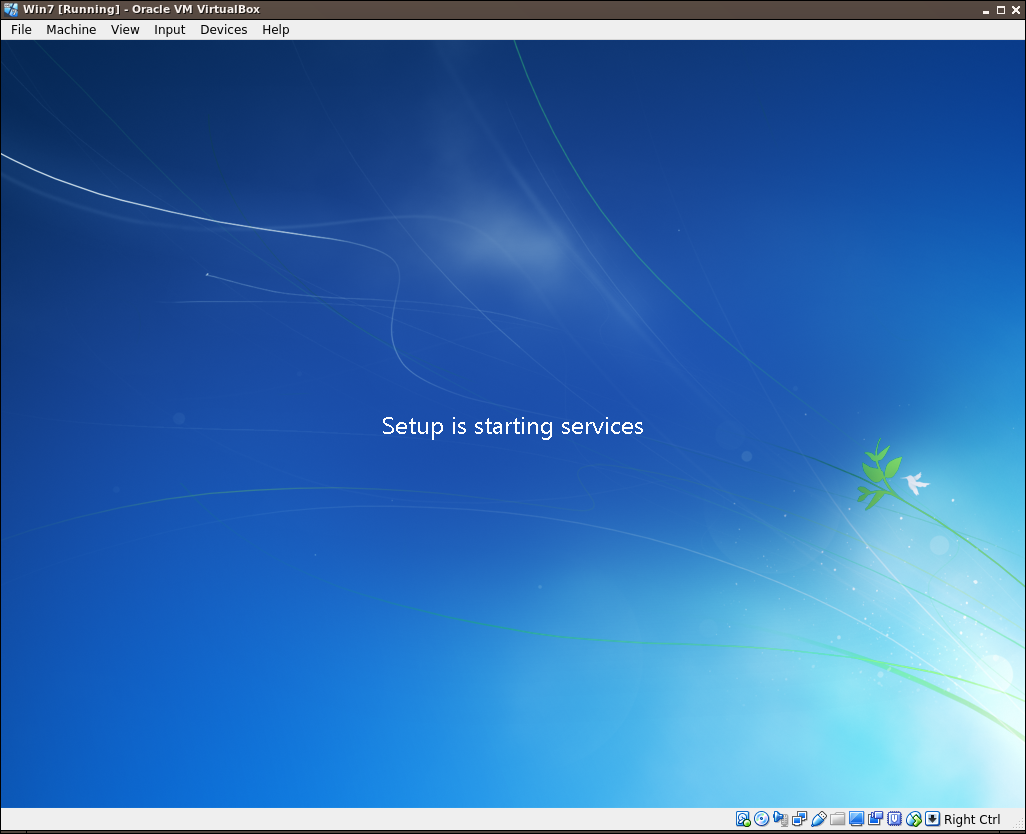 Win7 [Running] - Oracle VM VirtualBox
File Machine View Input Devices Help
Setup is starting services
Right Ctrl